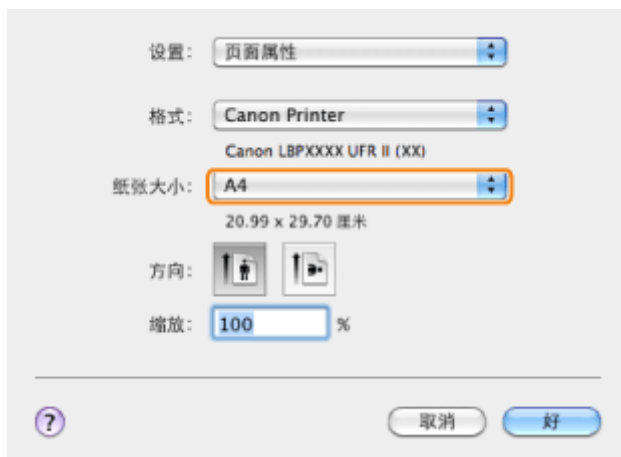 设置： 页面属性
格式： Canon Printer
Canon LBPXXXX UFR II (XX)
纸张大小： A4
20.99 x 29.70 厘米
方向：
缩放： 100 %
? 取消 好